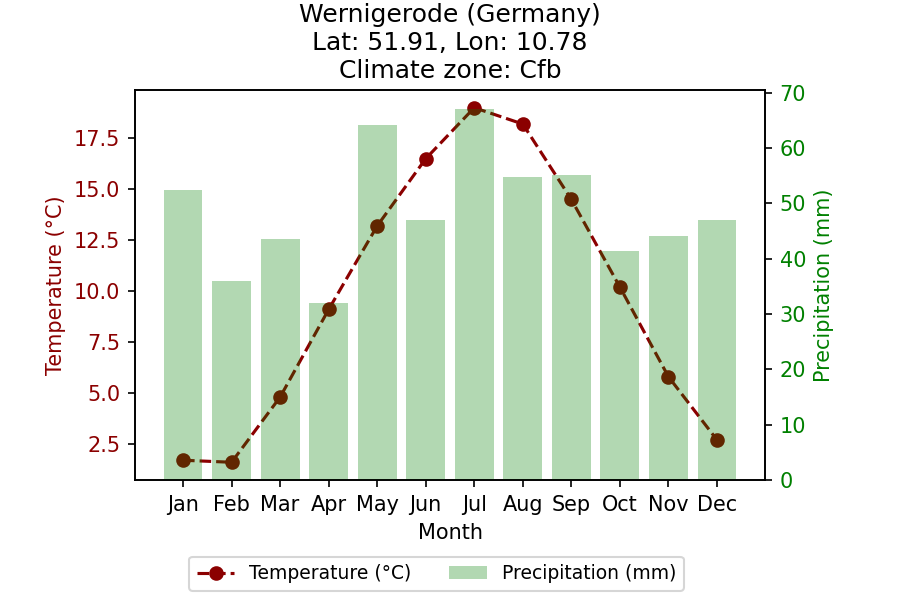 Wernigerode (Germany)
Lat: 51.91, Lon: 10.78
Climate zone: Cfb
Temperature (°C)
17.5
15.0
12.5
10.0
7.5
5.0
2.5
70
60
50
40
30
20
10
0
Precipitation (mm)
Jan Feb Mar Apr May Jun Jul Aug Sep Oct Nov Dec
Month
Temperature (°C) Precipitation (mm)